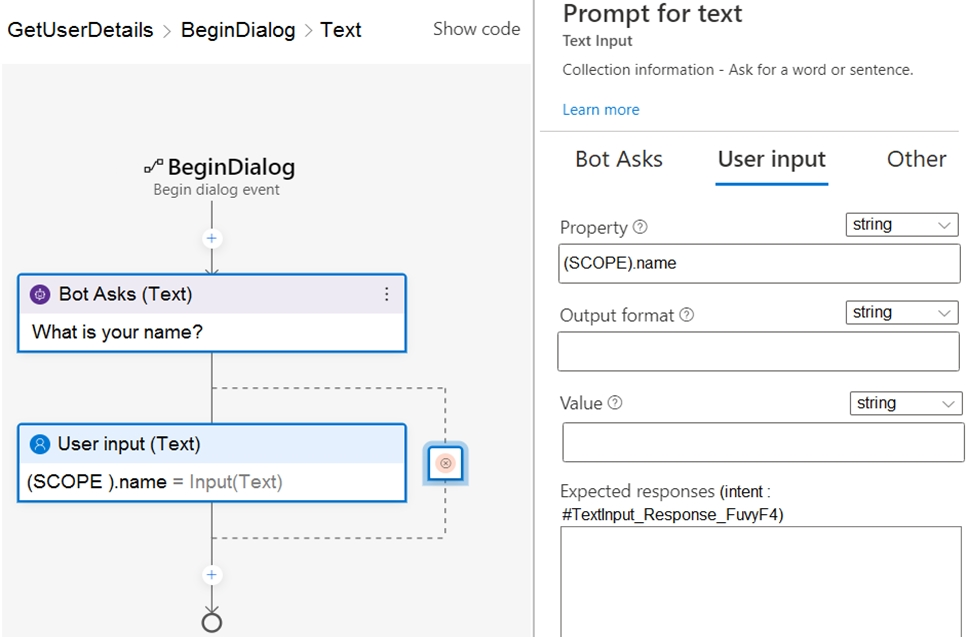 GetUserDetails > BeginDialog > Text
Show code
BeginDialog
Begin dialog event
Bot Asks (Text)
What is your name?
User input (Text)
(SCOPE ).name = Input(Text)
Prompt for text
Text Input
Collection information - Ask for a word or sentence.
Learn more
Bot Asks User input Other
Property string
(SCOPE).name
Output format string
Value string
Expected responses (intent :
#TextInput_Response_FuvyF4)